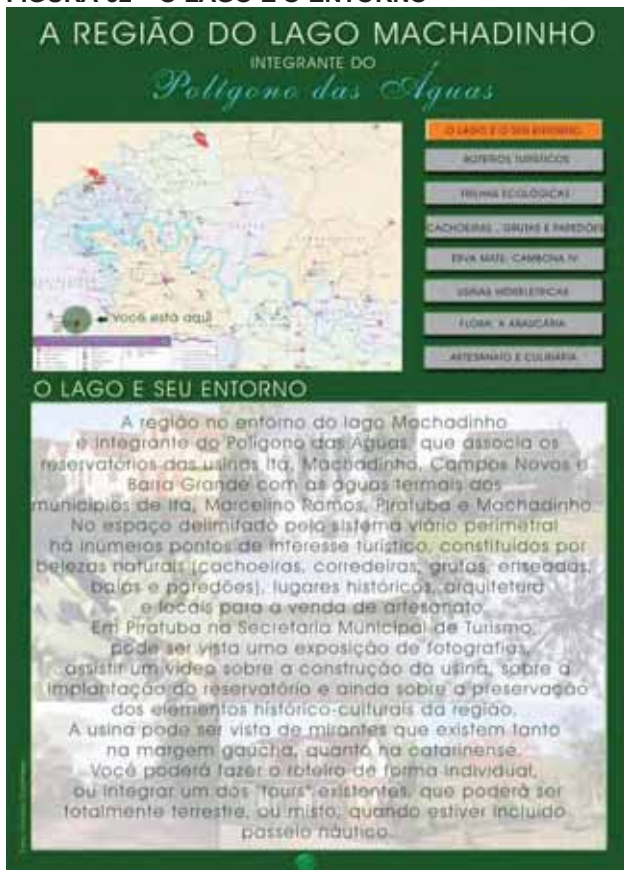 FIGURA 02 – O LAGO E O ENTORNO
A REGIÃO DO LAGO MACHADINHO
INTEGRANTE DO
Polígono das Águas
O LAGO E O SEU ENTORNO
ROTEIROS TURÍSTICOS
TRILHAS ECOLÓGICAS
CACHOEIRAS, GRUTAS E PAREDÕES
ERVA MATE: CAMBONA IV
USINAS HIDRELÉTRICAS
FLORA: A ARAUCÁRIA
ARTESANATO E CULINÁRIA
você está aqui
O LAGO E SEU ENTORNO
A região no entorno do lago Machadinho
é integrante do Polígono das Águas, que associa os
reservatórios das usinas Itá, Machadinho, Campos Novos e
Barra Grande com as águas termais dos
municípios de Ita, Marcelino Ramos, Piratuba e Machadinho.
No espaço delimitado pelo sistema viário perimetral
há inúmeros pontos de interesse turístico, constituídos por
belezas naturais (cachoeiras, corredeiras, grutas, enseadas,
baías e paredões), lugares históricos, arquitetura
e locais para a venda de artesanato.
Em Piratuba na Secretaria Municipal de Turismo,
pode ser vista uma exposição de fotografias,
assistir um vídeo sobre a construção da usina, sobre a
implantação do reservatório e ainda sobre a preservação
dos elementos histórico-culturais da região.
A usina pode ser vista de mirantes que existem tanto
na margem gaúcha, quanto na catarinense.
Você poderá fazer o roteiro de forma individual,
ou integrar um dos "tours" existentes, que poderá ser
totalmente terrestre, ou misto, quando estiver incluído
passeio náutico.